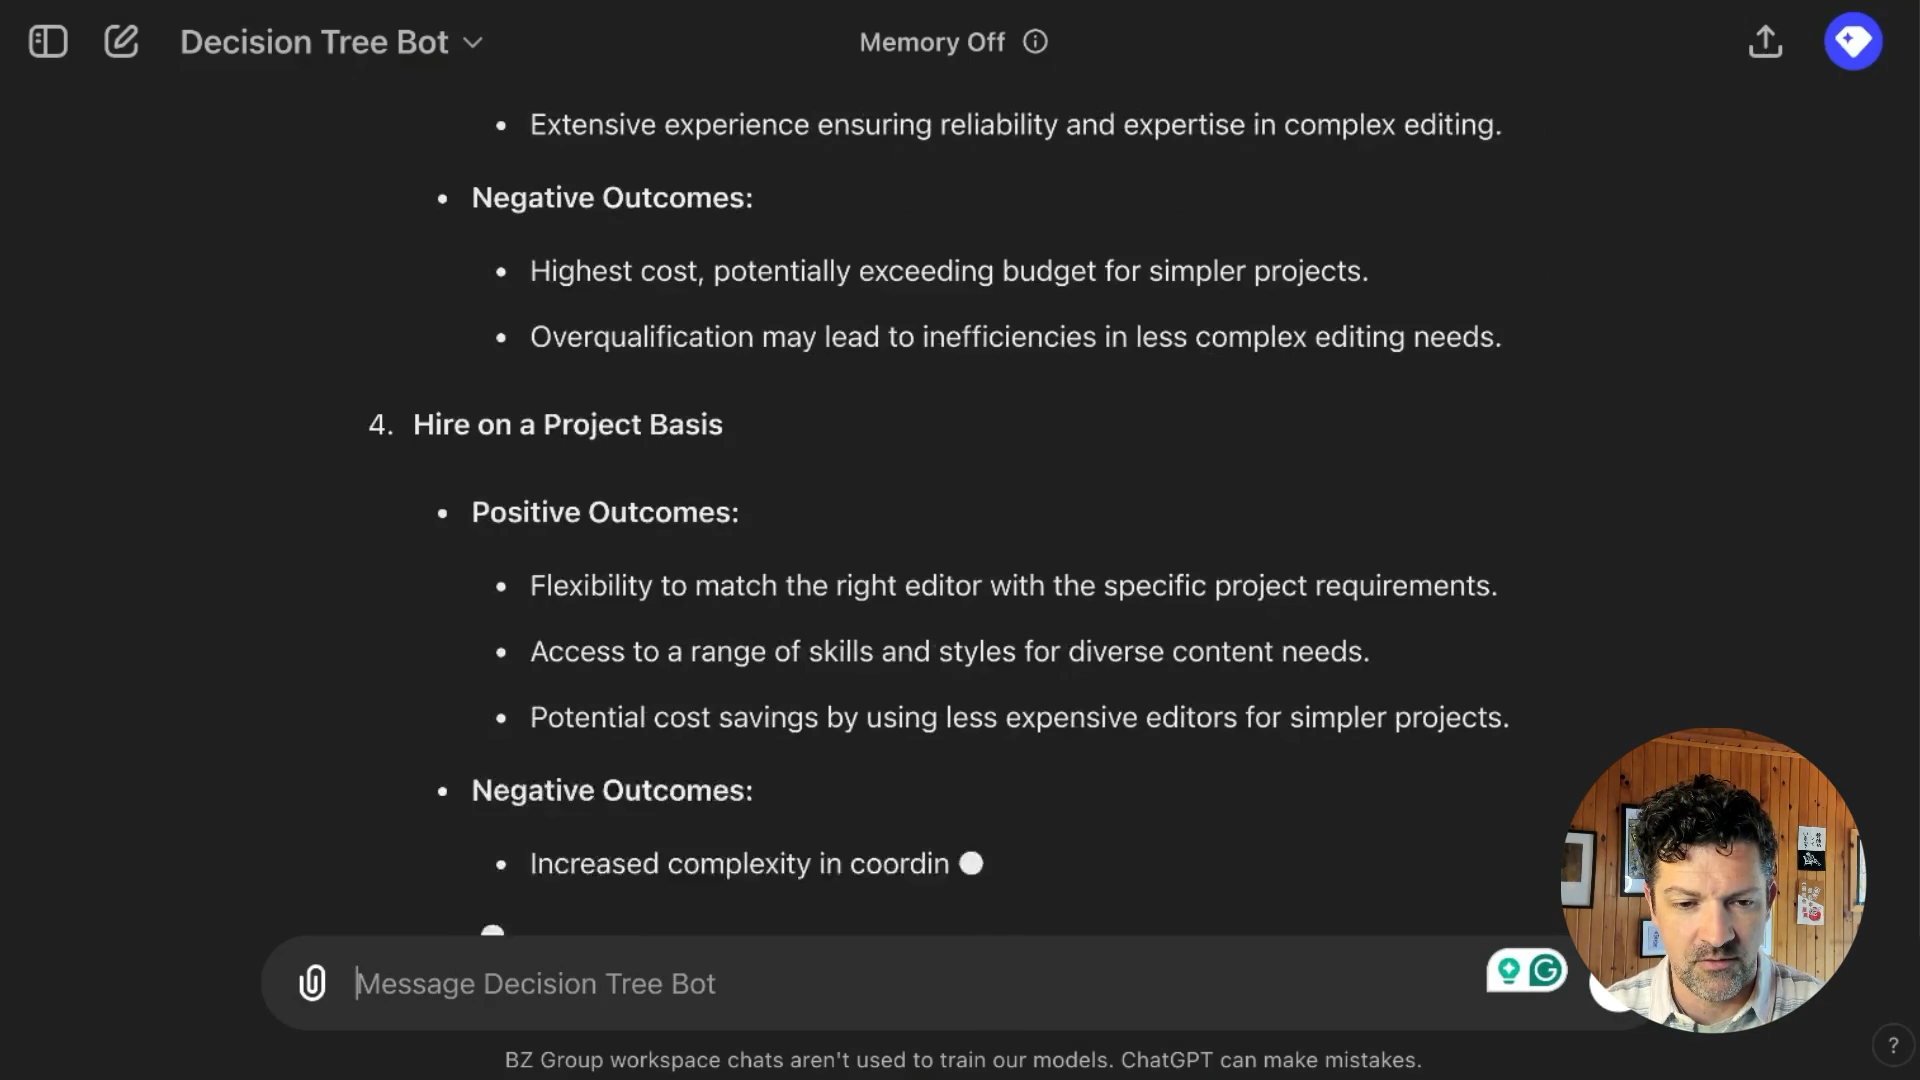 Decision Tree Bot
Memory Off
• Extensive experience ensuring reliability and expertise in complex editing.
• Negative Outcomes:
• Highest cost, potentially exceeding budget for simpler projects.
• Overqualification may lead to inefficiencies in less complex editing needs.
4. Hire on a Project Basis
• Positive Outcomes:
• Flexibility to match the right editor with the specific project requirements.
• Access to a range of skills and styles for diverse content needs.
• Potential cost savings by using less expensive editors for simpler projects.
• Negative Outcomes:
• Increased complexity in coordin
Message Decision Tree Bot
BZ Group workspace chats aren't used to train our models. ChatGPT can make mistakes.
?